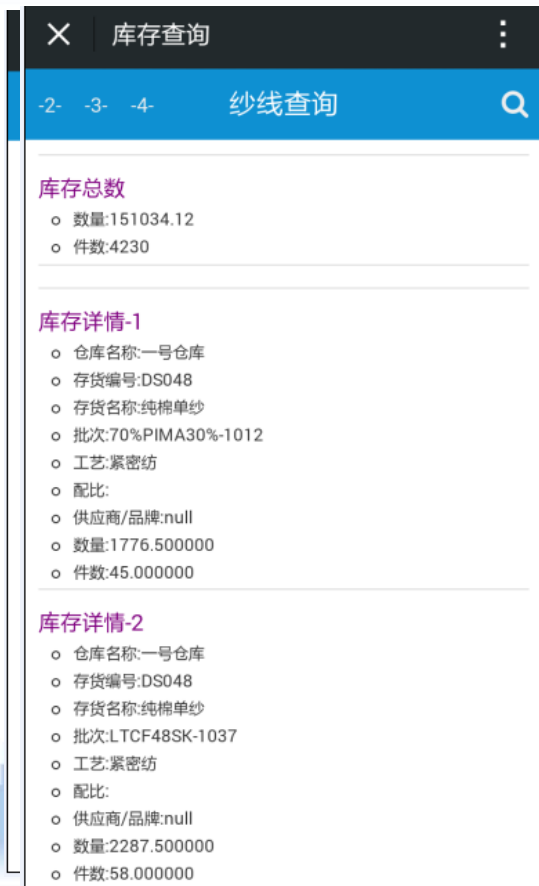 库存查询
-2- -3- -4- 纱线查询
库存总数
数量:151034.12
件数:4230
库存详情-1
仓库名称:一号仓库
存货编号:DS048
存货名称:纯棉单纱
批次:70%PIMA30%-1012
工艺:紧密纺
配比:
供应商/品牌:null
数量:1776.500000
件数:45.000000
库存详情-2
仓库名称:一号仓库
存货编号:DS048
存货名称:纯棉单纱
批次:LTCF48SK-1037
工艺:紧密纺
配比:
供应商/品牌:null
数量:2287.500000
件数:58.000000